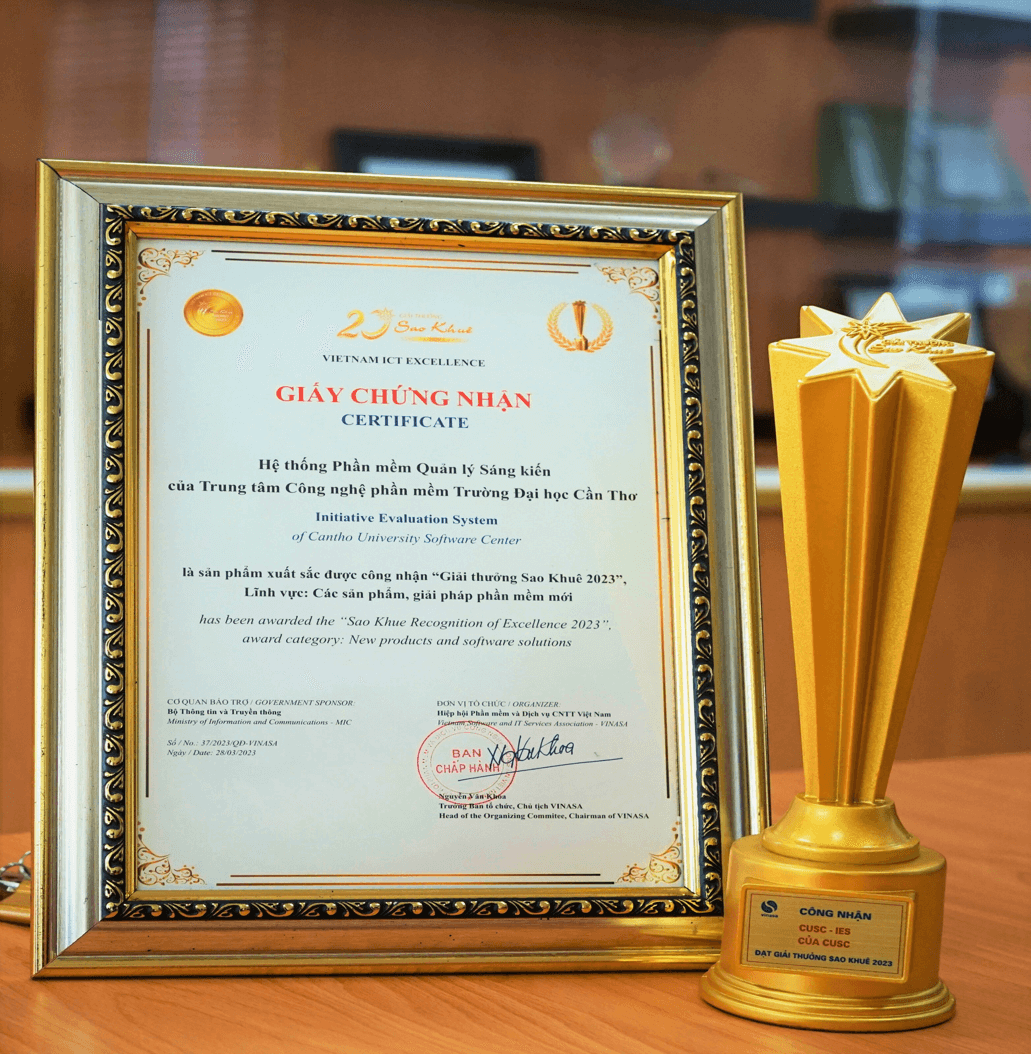 20
GIẢI THƯỞNG
Sao Khuê
VIETNAM ICT EXCELLENCE
GIẤY CHỨNG NHẬN
CERTIFICATE
Hệ thống Phần mềm Quản lý Sáng kiến
của Trung tâm Công nghệ phần mềm Trường Đại học Cần Thơ
Initiative Evaluation System
of Cantho University Software Center
là sản phẩm xuất sắc được công nhận “Giải thưởng Sao Khuê 2023”,
Lĩnh vực: Các sản phẩm, giải pháp phần mềm mới
has been awarded the “Sao Khue Recognition of Excellence 2023”,
award category: New products and software solutions
CƠ QUAN BẢO TRỢ / GOVERNMENT SPONSOR:
Bộ Thông tin và Truyền thông
Ministry of Information and Communications - MIC
Số / No.: 37/2023/QĐ-VINASA
Ngày / Date: 28/03/2023
ĐƠN VỊ TỔ CHỨC / ORGANIZER:
Hiệp hội Phần mềm và Dịch vụ CNTT Việt Nam
Vietnam Software and IT Services Association - VINASA
BAN
CHẤP HÀNH
Nguyễn Văn Khoa
Trưởng Ban tổ chức, Chủ tịch VINASA
Head of the Organizing Commitee, Chairman of VINASA
GIẢI THƯỞNG
Sao Khuê
CÔNG NHẬN
CUSC - IES
CỦA CUSC
ĐẠT GIẢI THƯỞNG SAO KHUÊ 2023